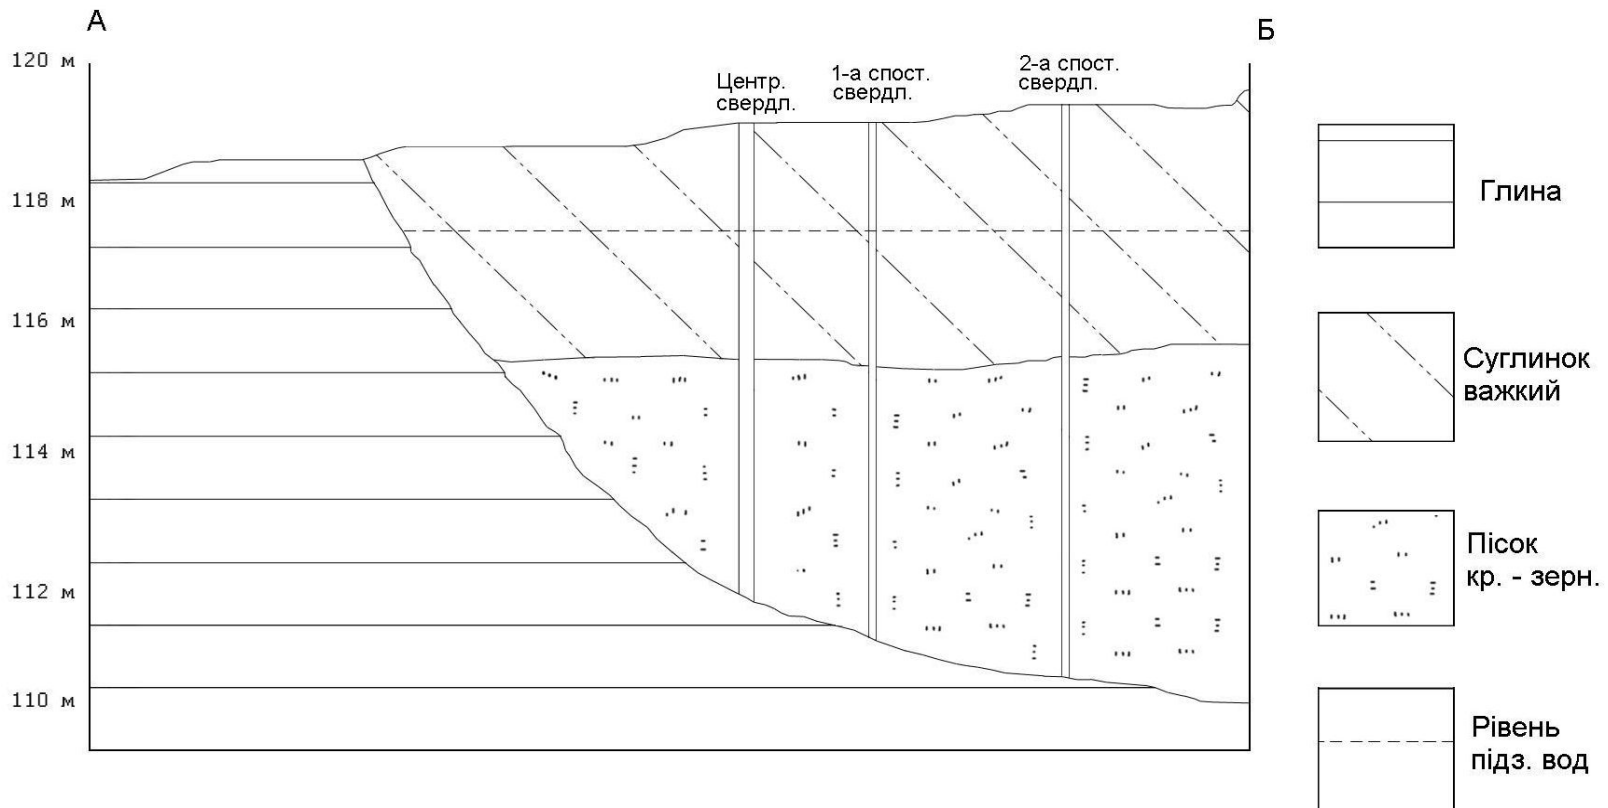 А
Б
120 м
118 м
116 м
114 м
112 м
110 м
Центр.
свердл.
1-а спост.
свердл.
2-а спост.
свердл.
Глина
Суглинок
важкий
Пісок
кр. - зерн.
Рівень
підз. вод